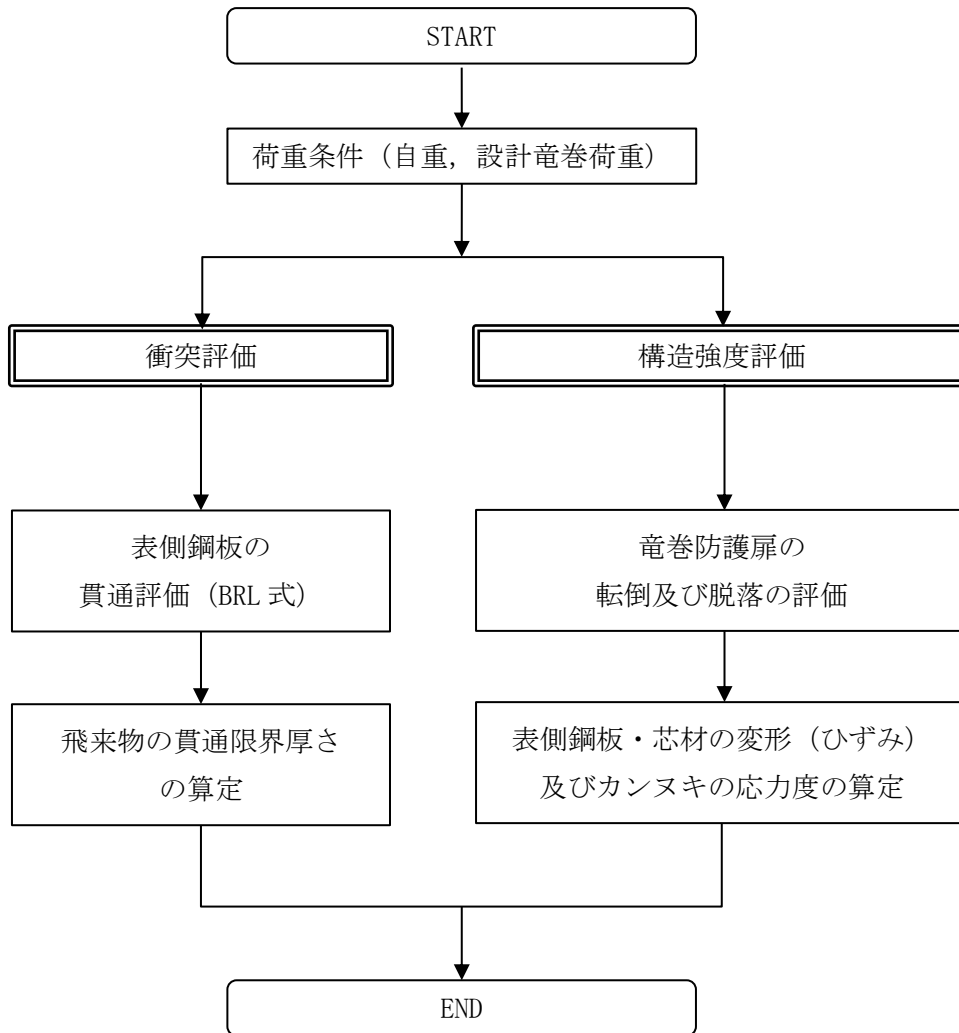 START
荷重条件（自重，設計竜巻荷重）
衝突評価
表側鋼板の
貫通評価（BRL 式）
飛来物の貫通限界厚さ
の算定
構造強度評価
竜巻防護扉の
転倒及び脱落の評価
表側鋼板・芯材の変形（ひずみ）
及びカンヌキの応力度の算定
END